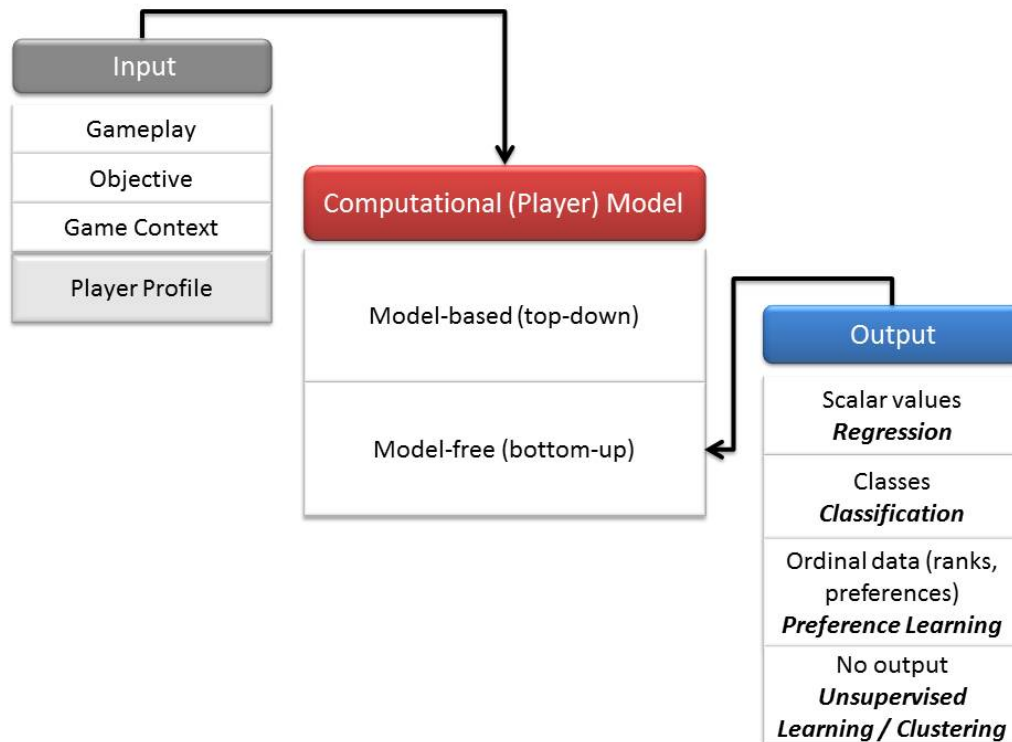 Input
Gameplay
Objective
Game Context
Player Profile
Computational (Player) Model
Model-based (top-down)
Model-free (bottom-up)
Output
Scalar values
Regression
Classes
Classification
Ordinal data (ranks,
preferences)
Preference Learning
No output
Unsupervised
Learning / Clustering